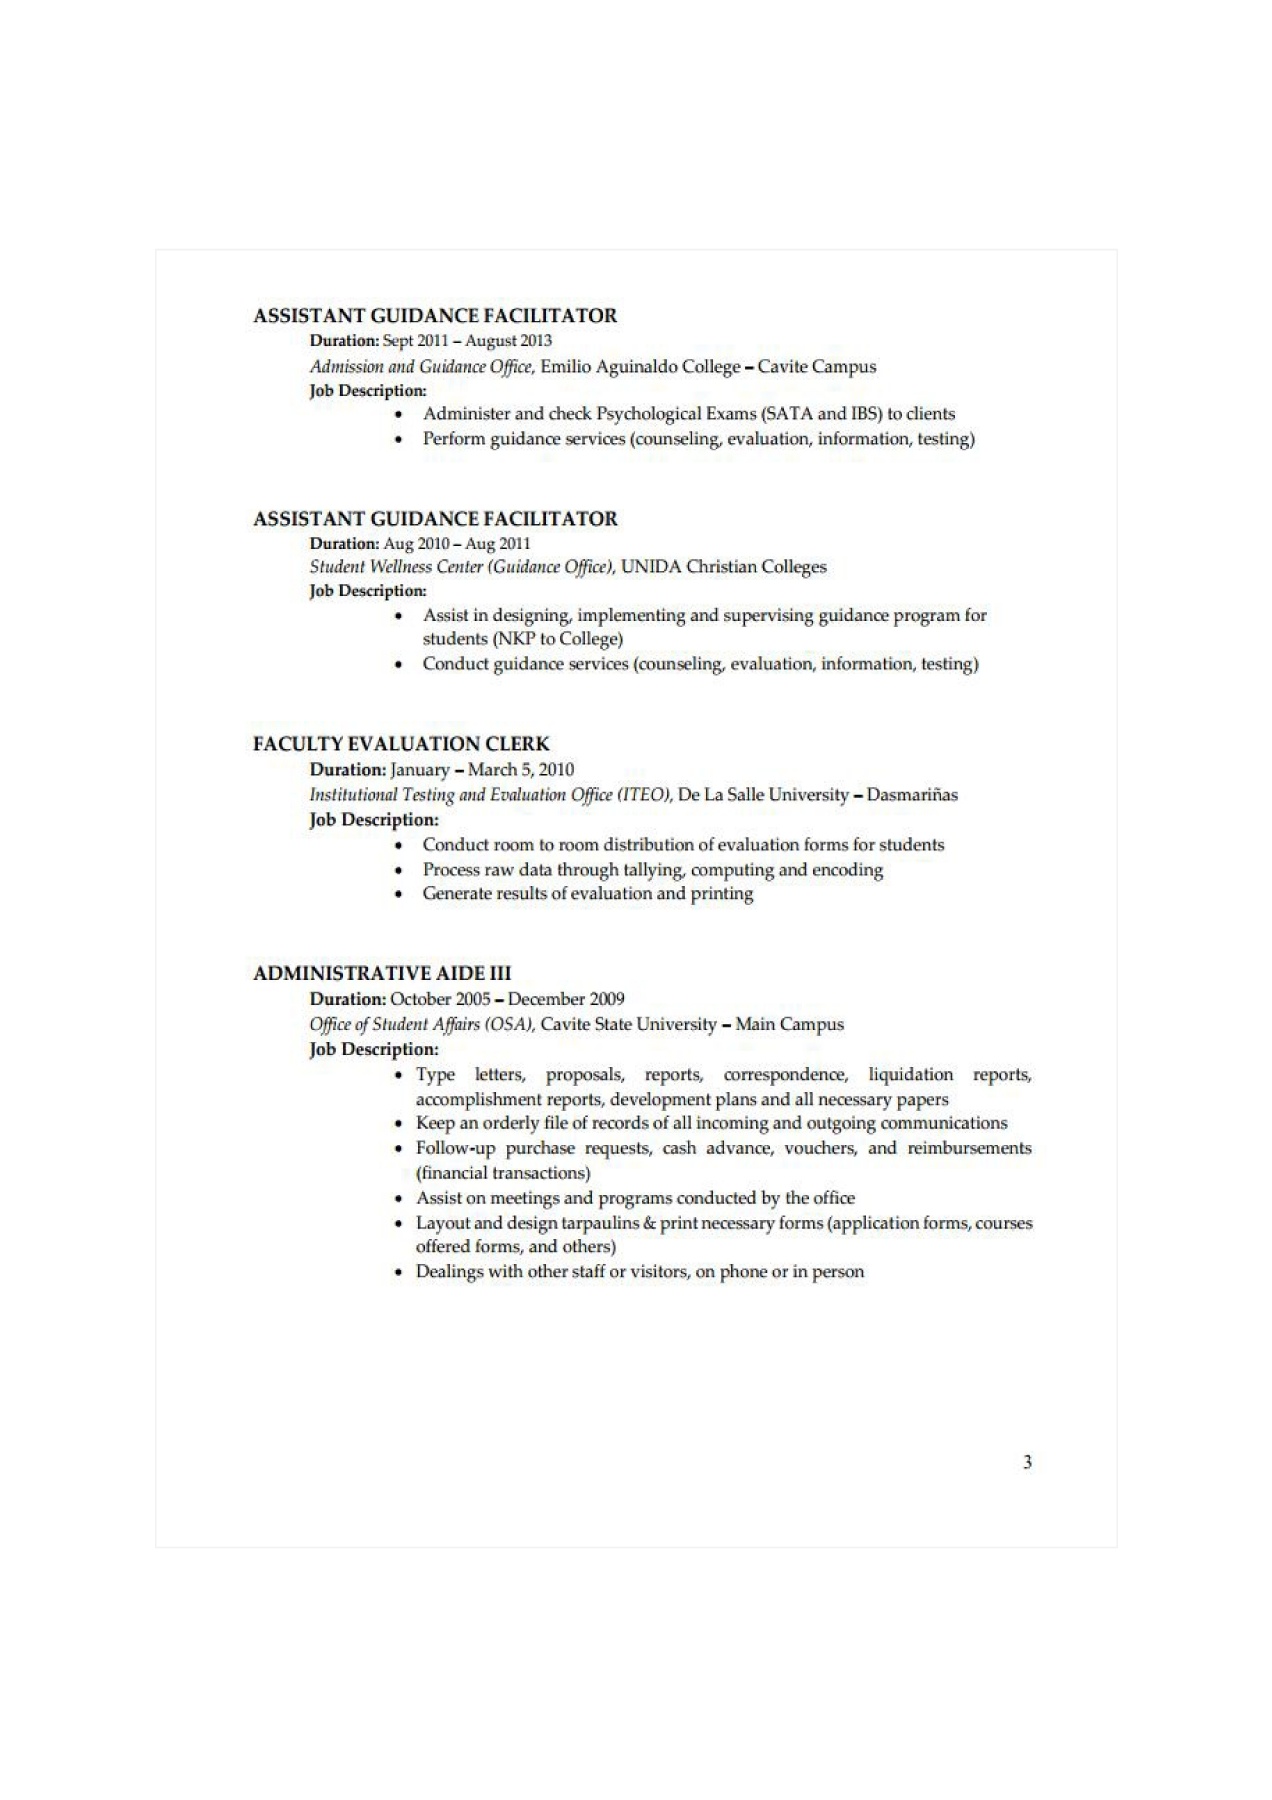 ASSISTANT GUIDANCE FACILITATOR
Duration: Sept 2011 – August 2013
Admission and Guidance Office, Emilio Aguinaldo College – Cavite Campus
Job Description:
• Administer and check Psychological Exams (SATA and IBS) to clients
• Perform guidance services (counseling, evaluation, information, testing)
ASSISTANT GUIDANCE FACILITATOR
Duration: Aug 2010 – Aug 2011
Student Wellness Center (Guidance Office), UNIDA Christian Colleges
Job Description:
• Assist in designing, implementing and supervising guidance program for
students (NKP to College)
• Conduct guidance services (counseling, evaluation, information, testing)
FACULTY EVALUATION CLERK
Duration: January – March 5, 2010
Institutional Testing and Evaluation Office (ITEO), De La Salle University – Dasmariñas
Job Description:
• Conduct room to room distribution of evaluation forms for students
• Process raw data through tallying, computing and encoding
• Generate results of evaluation and printing
ADMINISTRATIVE AIDE III
Duration: October 2005 – December 2009
Office of Student Affairs (OSA), Cavite State University – Main Campus
Job Description:
• Type letters, proposals, reports, correspondence, liquidation reports,
accomplishment reports, development plans and all necessary papers
• Keep an orderly file of records of all incoming and outgoing communications
• Follow-up purchase requests, cash advance, vouchers, and reimbursements
(financial transactions)
• Assist on meetings and programs conducted by the office
• Layout and design tarpaulins & print necessary forms (application forms, courses
offered forms, and others)
• Dealings with other staff or visitors, on phone or in person
3